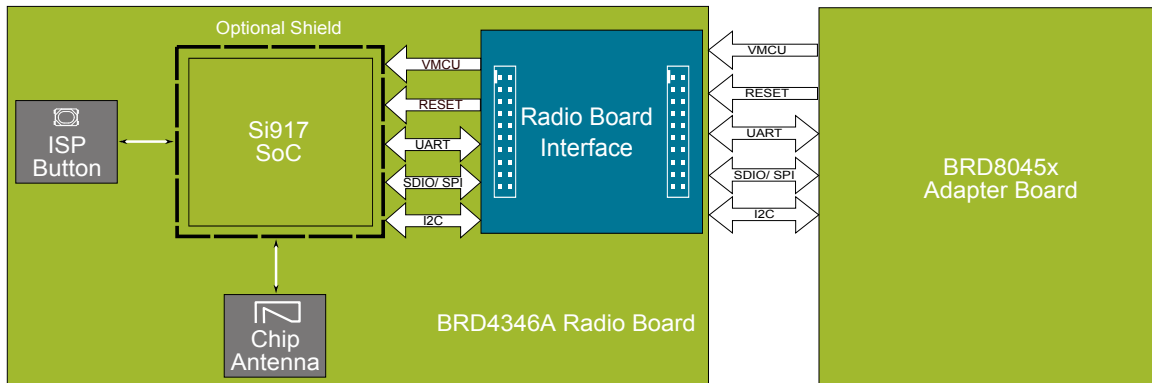 Optional Shield
ISP
Button
Si917
SoC
VMCU
RESET
UART
SDIO/ SPI
I2C
Radio Board
Interface
VMCU
RESET
UART
SDIO/ SPI
I2C
BRD8045x
Adapter Board
Chip
Antenna
BRD4346A Radio Board